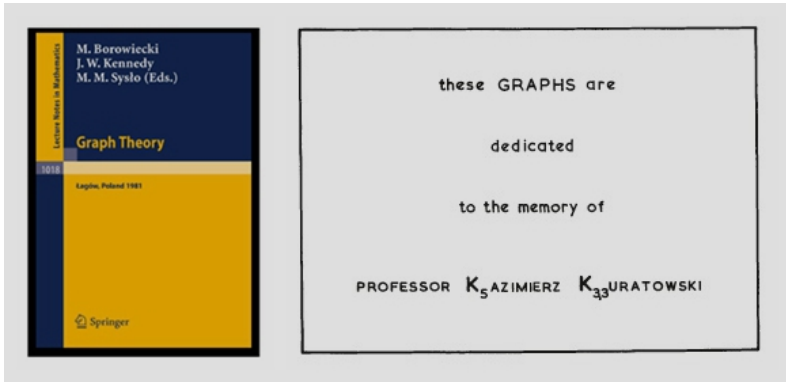 Lecture Notes in Mathematics
M. Borowiecki
J. W. Kennedy
M. M. Sysło (Eds.)
Graph Theory
1018
Łagów, Poland 1981
Springer
these GRAPHS are
dedicated
to the memory of
PROFESSOR K₅AZIMIERZ K₃,₃URATOWSKI